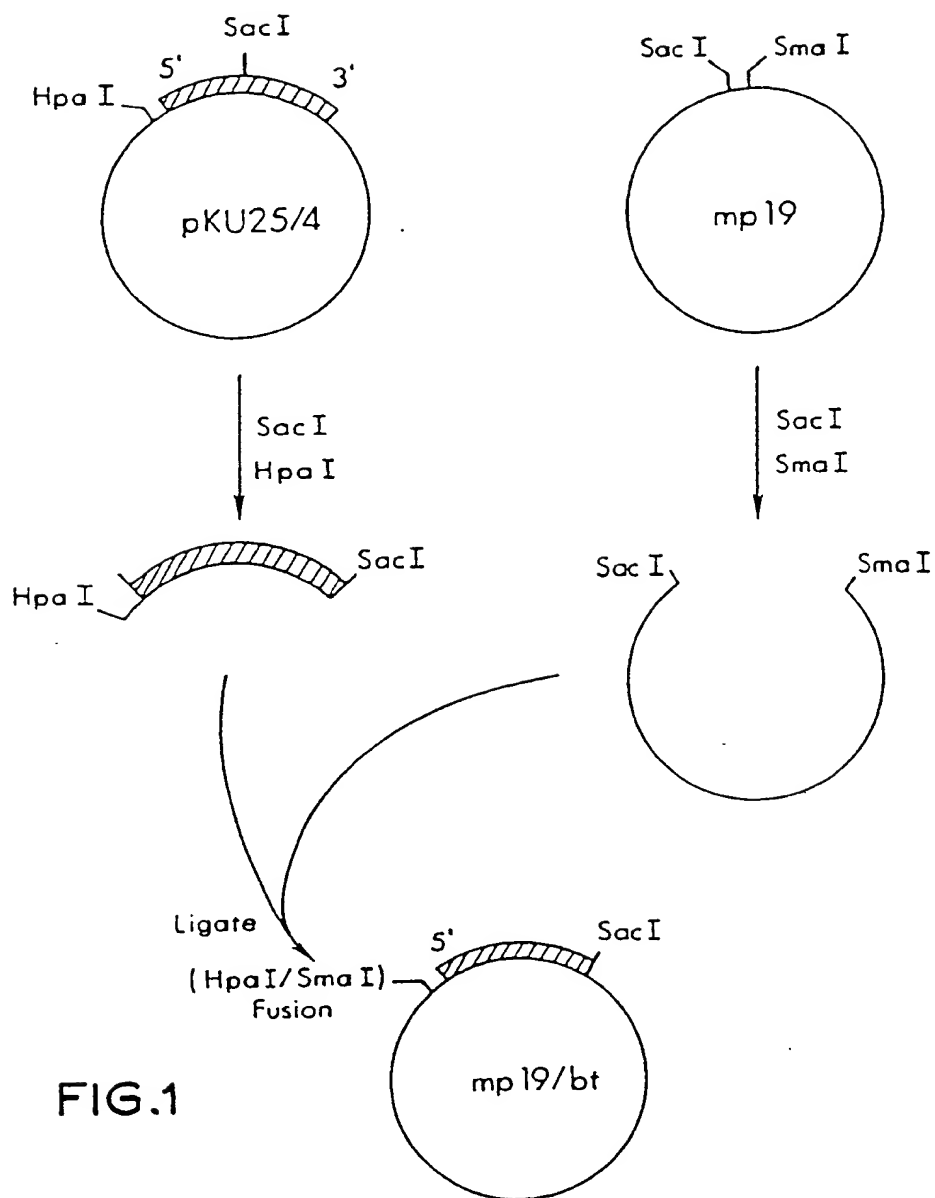 Sac I
5'
3'
Hpa I
pKU25/4
Sac I
Sma I
mp19
Sac I
Hpa I
Sac I
Sma I
Sac I
Hpa I
Sac I
Sma I
Ligate
(Hpa I/Sma I)
Fusion
5'
Sac I
mp19/bt
FIG.1